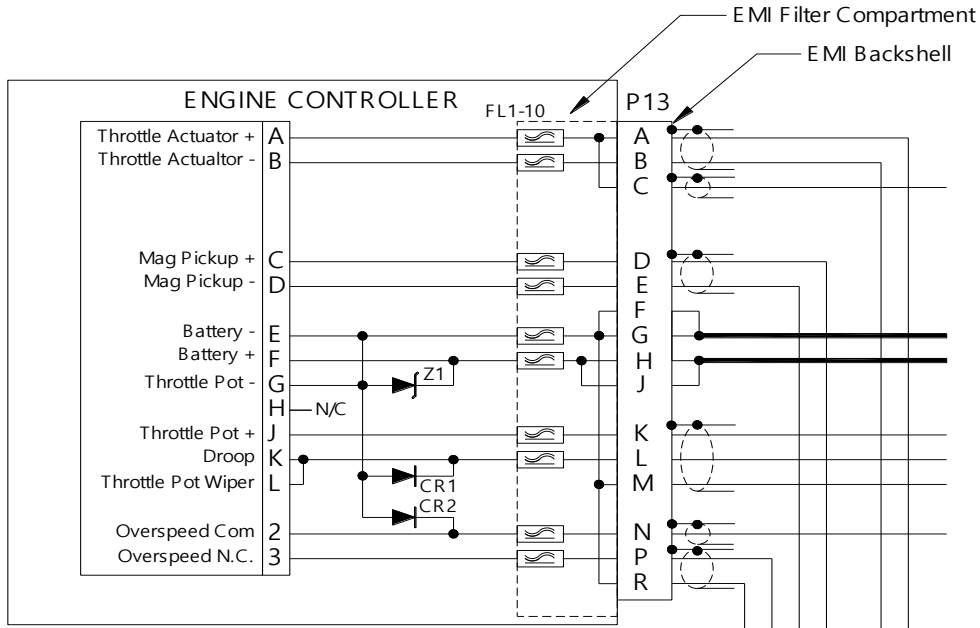 EMI Filter Compartment
EMI Backshell
ENGINE CONTROLLER
FL1-10
P13
Throttle Actuator + A
Throttle Actualtor - B
Mag Pickup + C
Mag Pickup - D
Battery - E
Battery + F
Throttle Pot - G
H N/C
Throttle Pot + J
Droop K
Throttle Pot Wiper L
Overspeed Com 2
Overspeed N.C. 3
Z1
CR1
CR2
A
B
C
D
E
F
G
H
J
K
L
M
N
P
R